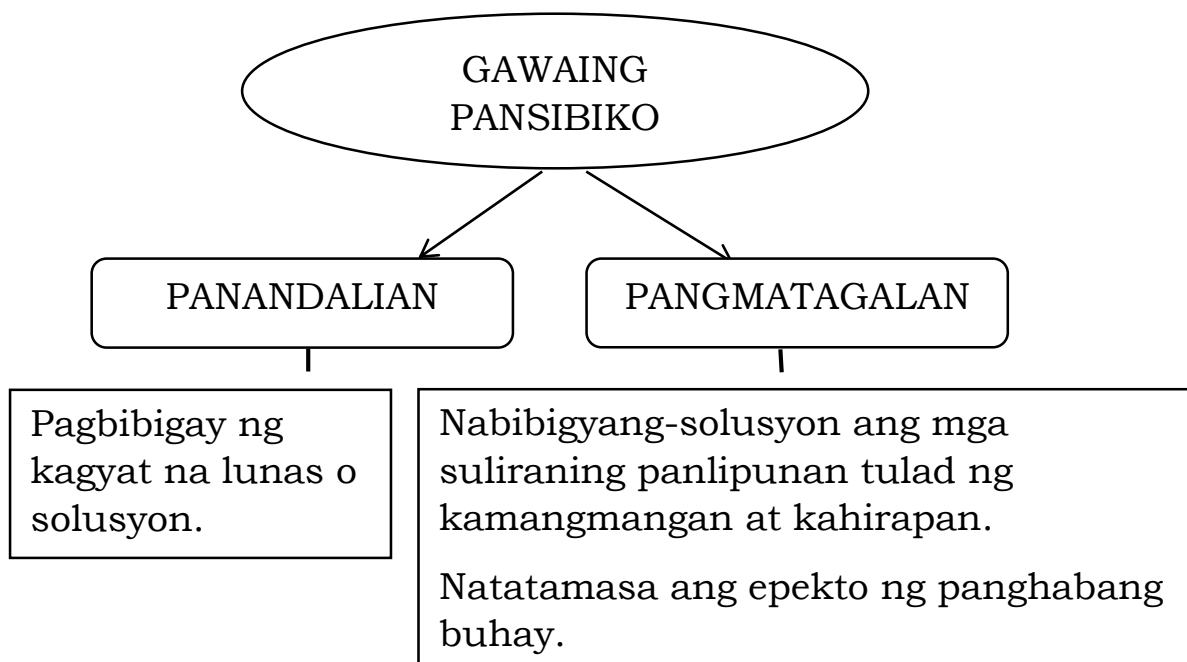 GAWAING
PANSIBIKO
PANANDALIAN
PANGMATAGALAN
Pagbibigay ng
kagyat na lunas o
solusyon.
Nabibigyang-solusyon ang mga
suliraning panlipunan tulad ng
kamangmangan at kahirapan.
Natatamasa ang epekto ng panghabang
buhay.